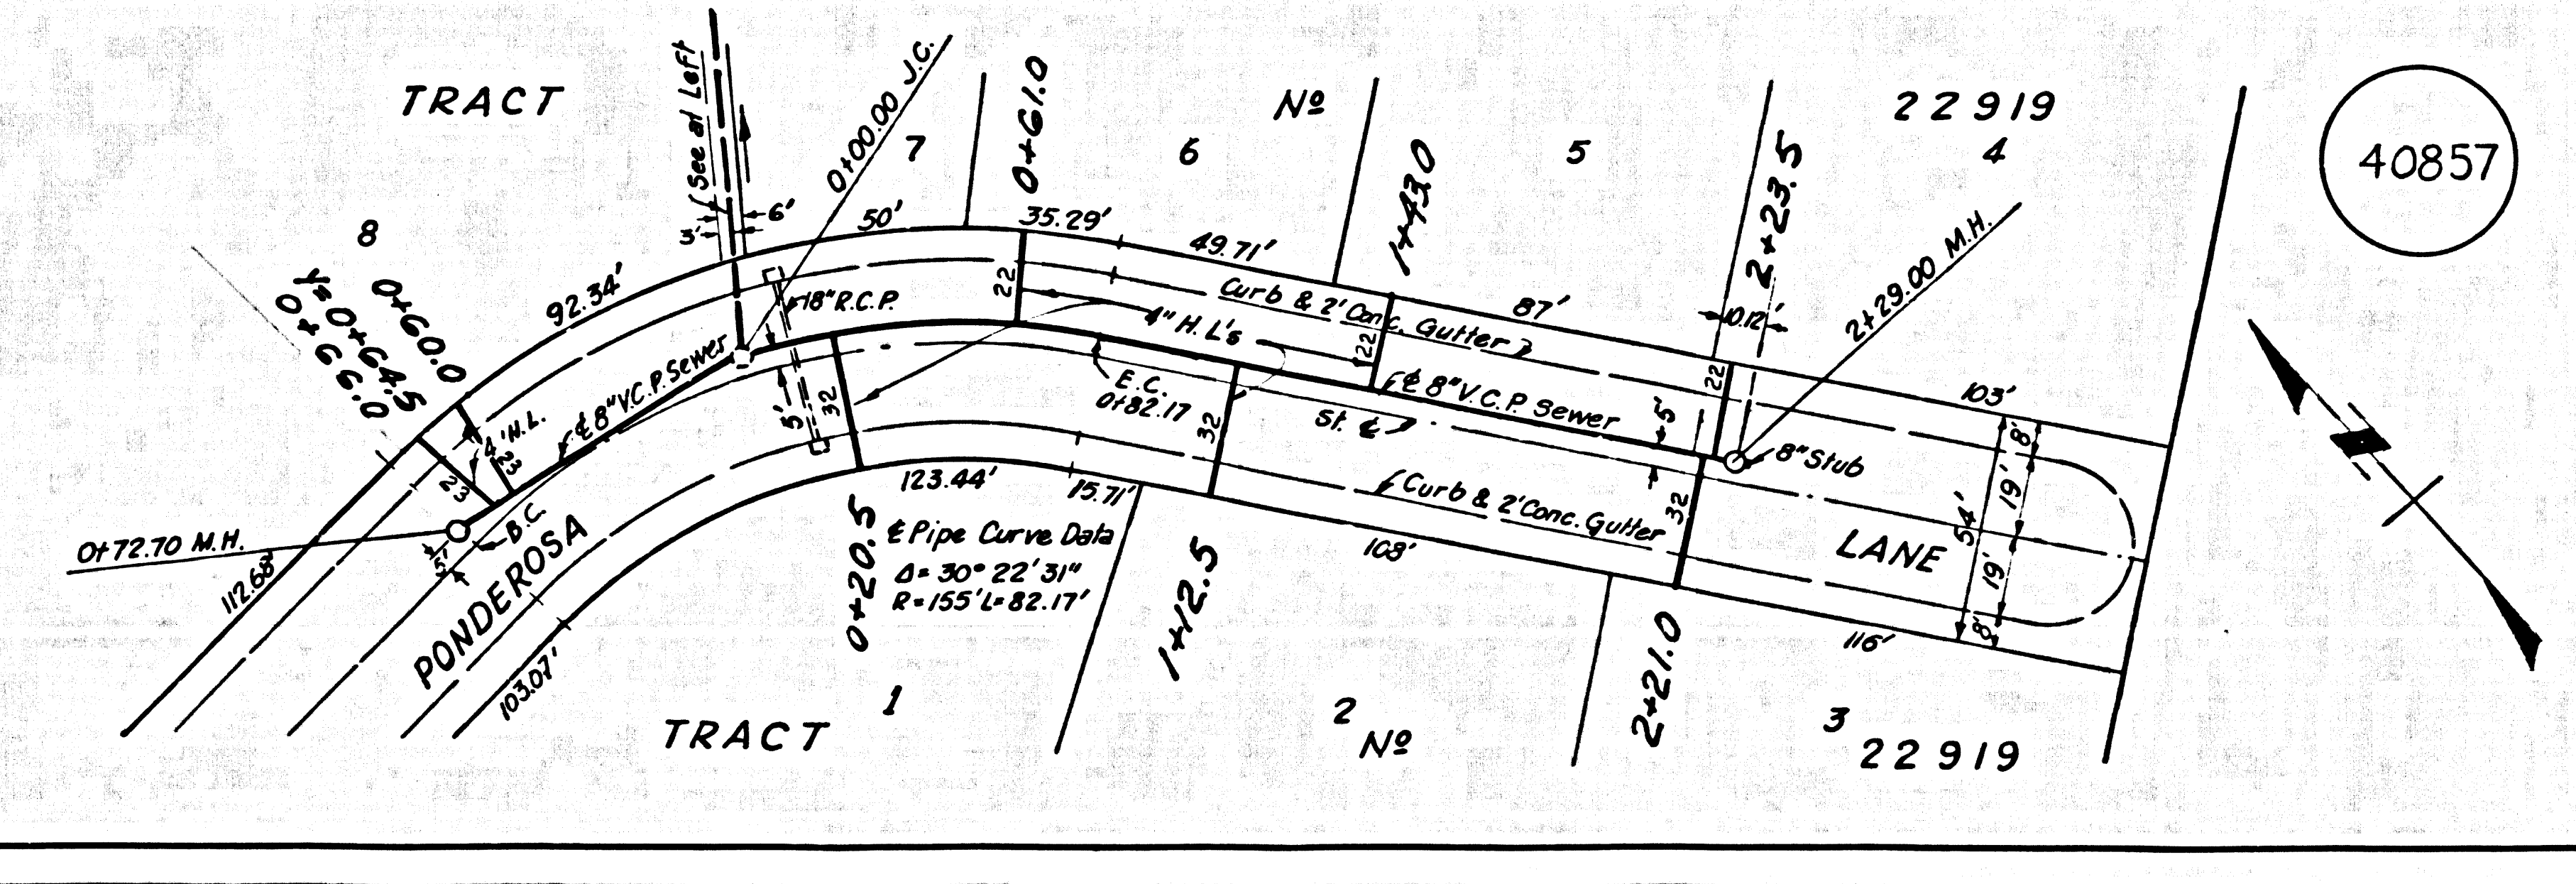 TRACT
Nº
22919
40857
(See at Left
0+00.00 J.C.
7
0+61.0
6
1+43.0
5
2+23.5
4
8
0+60.0
Y=0+64.5
0+66.0
3'
6'
50'
35.29'
49.71'
87'
10.12'
2+29.00 M.H.
92.34'
18" R.C.P.
22
Curb & 2' Conc. Gutter
4" H.L's
22
22
103'
℄ 8" V.C.P. Sewer
4" H.L.
23
23
5'
32
E.C.
0+82.17
32
℄ 8" V.C.P. Sewer
St. ℄
5'
8" Stub
8'
19'
54'
19'
8'
0+72.70 M.H.
B.C.
5'
112.68'
PONDEROSA
LANE
103.07'
123.44'
15.71'
Curb & 2' Conc. Gutter
32
108'
116'
0+20.5
℄ Pipe Curve Data
Δ=30°22'31"
R=155' L=82.17'
1+12.5
2+21.0
1
2
3
TRACT
Nº
22919